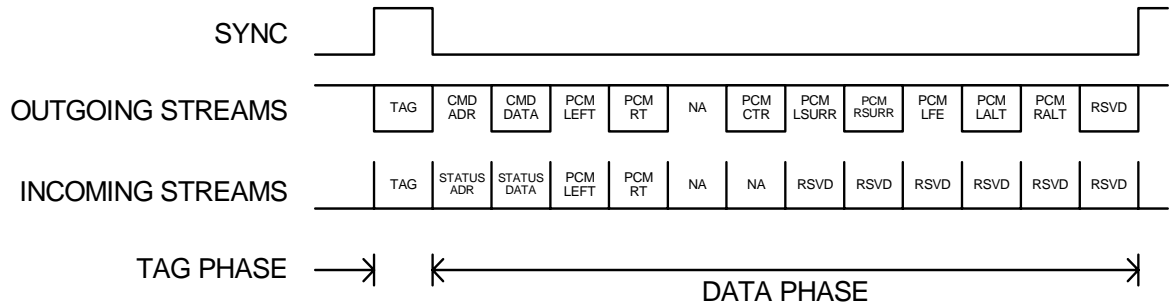 SYNC
OUTGOING STREAMS
TAG
CMD
ADR
CMD
DATA
PCM
LEFT
PCM
RT
NA
PCM
CTR
PCM
LSURR
PCM
RSURR
PCM
LFE
PCM
LALT
PCM
RALT
RSVD
INCOMING STREAMS
TAG
STATUS
ADR
STATUS
DATA
PCM
LEFT
PCM
RT
NA
NA
RSVD
RSVD
RSVD
RSVD
RSVD
RSVD
TAG PHASE
DATA PHASE